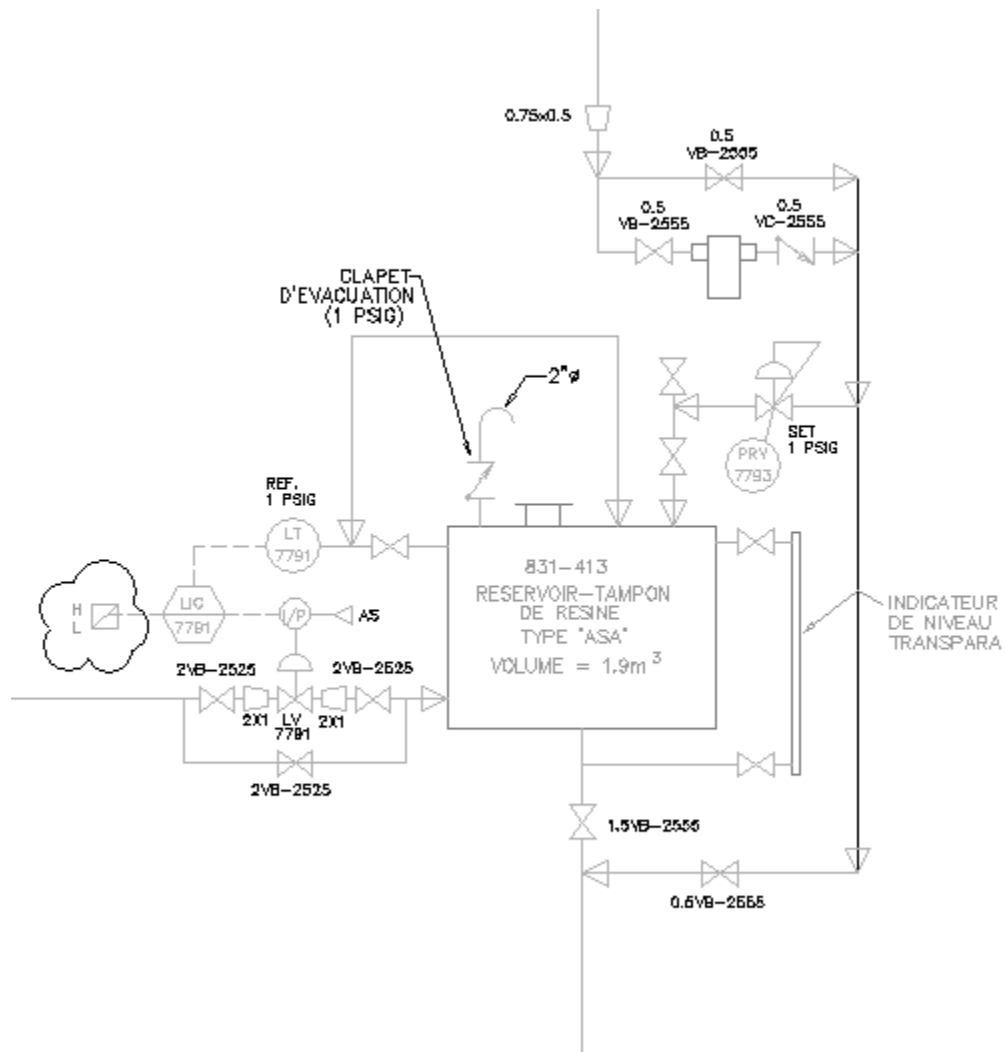 0.75x0.5
0.5
VB-2555
0.5
VB-2555
0.5
VC-2555
CLAPET
D'EVACUATION
(1 PSIG)
2"ø
SET
1 PSIG
PRV
7793
REF.
1 PSIG
LT
7791
831-413
RESERVOIR-TAMPON
DE RESINE
TYPE "ASA"
VOLUME = 1.9m³
H
L
LIC
7791
I/P
AS
INDICATEUR
DE NIVEAU
TRANSPARA
2VB-2525
2VB-2525
2X1
LV
7791
2X1
2VB-2525
1.5VB-2555
0.5VB-2555